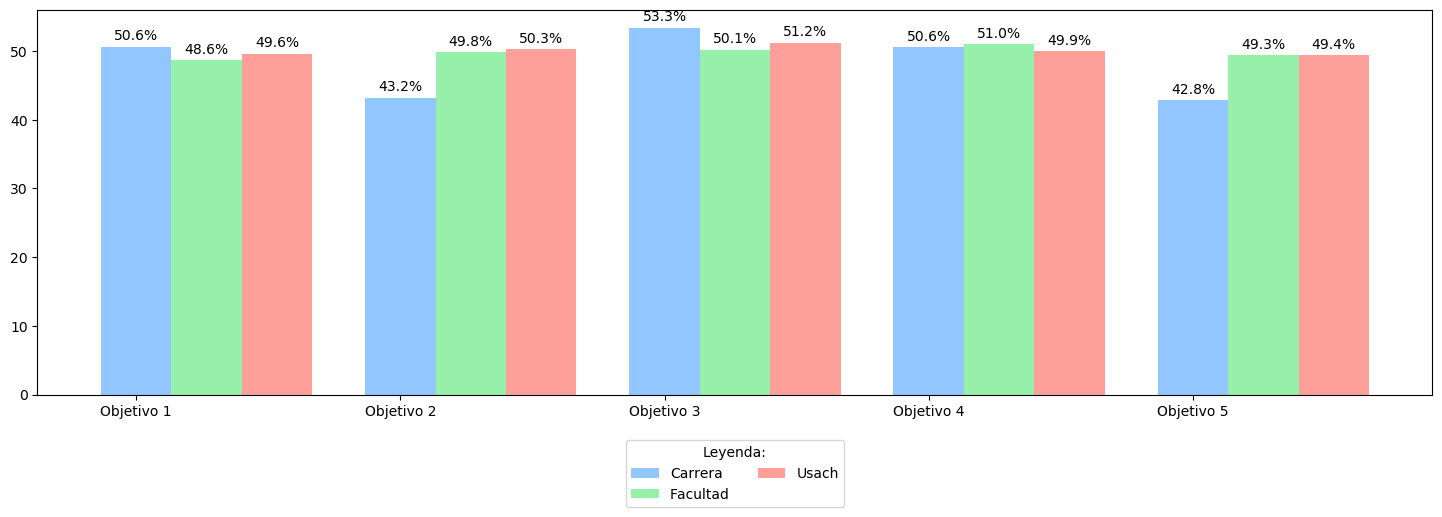 53.3%
50.6% 48.6% 49.6% 43.2% 49.8% 50.3% 50.1% 51.2% 50.6% 51.0% 49.9% 42.8% 49.3% 49.4%
50
40
30
20
10
0
Objetivo 1 Objetivo 2 Objetivo 3 Objetivo 4 Objetivo 5
Leyenda:
Carrera Usach
Facultad